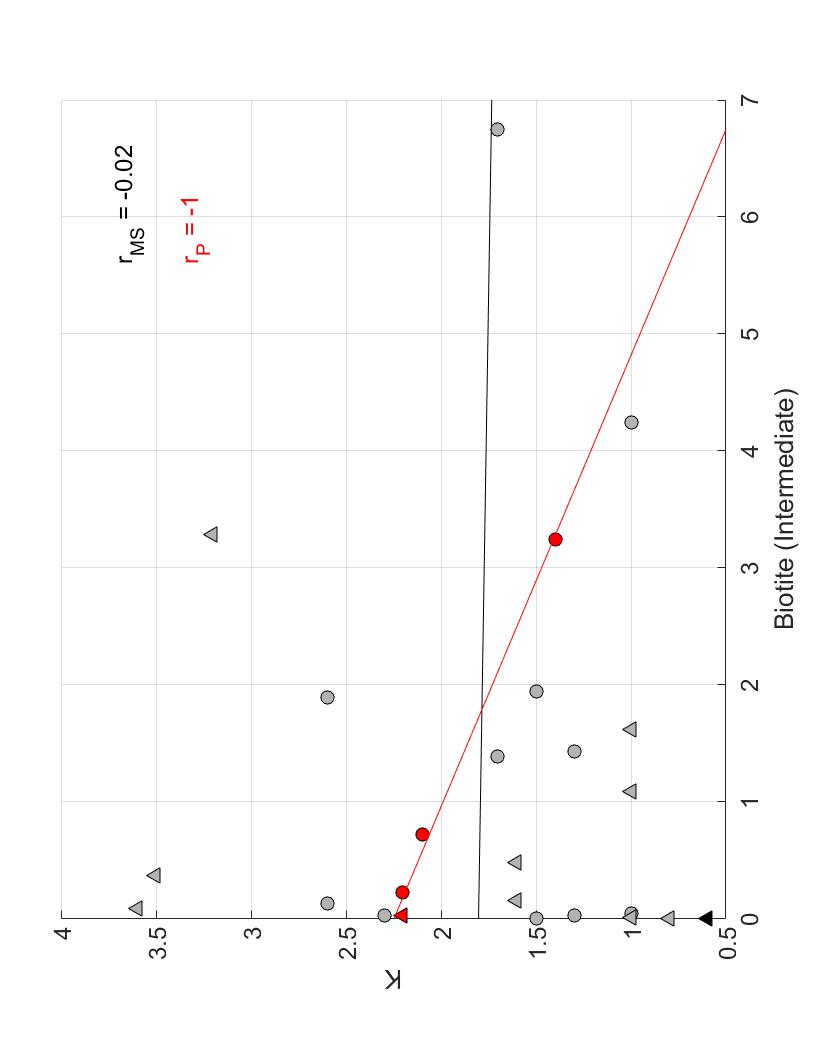 4
3.5
3
2.5
2
1.5
1
0.5
K
r_MS = -0.02
r_P = -1
0 1 2 3 4 5 6 7
Biotite (Intermediate)